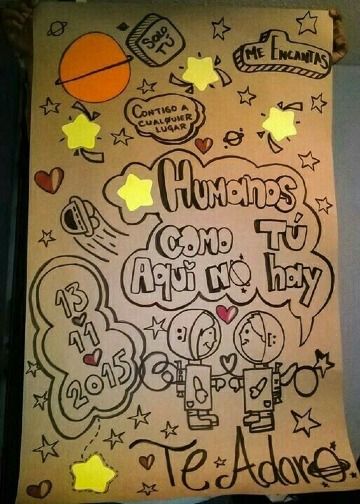 SOLO
TÚ
ME ENCANTAS
CONTIGO A
CUALQUIER
LUGAR
Humanos
como TÚ
Aquí no hay
13
11
2015
Te Adoro